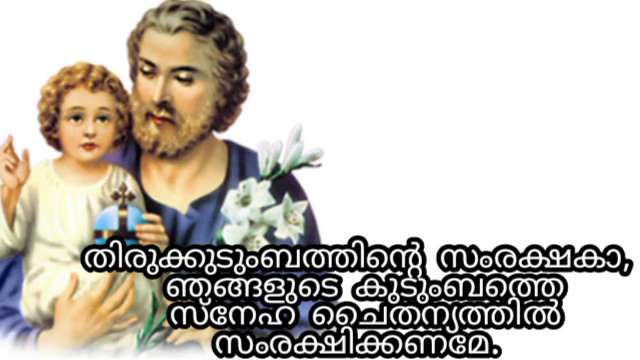 തിരുക്കുടുംബത്തിന്റെ സംരക്ഷകാ,
ഞങ്ങളുടെ കുടുംബത്തെ
സ്നേഹ ചൈതന്യത്തിൽ
സംരക്ഷിക്കണമേ.